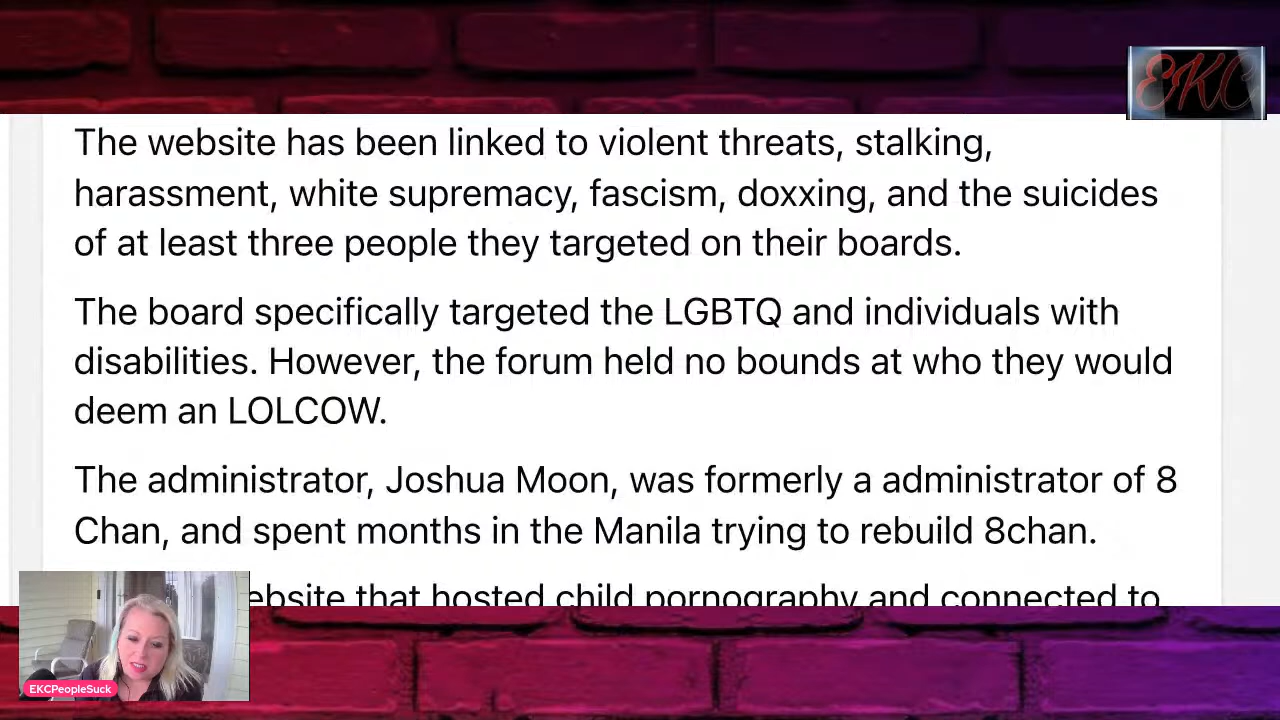 EKC
The website has been linked to violent threats, stalking,
harassment, white supremacy, fascism, doxxing, and the suicides
of at least three people they targeted on their boards.
The board specifically targeted the LGBTQ and individuals with
disabilities. However, the forum held no bounds at who they would
deem an LOLCOW.
The administrator, Joshua Moon, was formerly a administrator of 8
Chan, and spent months in the Manila trying to rebuild 8chan.
ebsite that hosted child pornography and connected to
EKCPeopleSuck